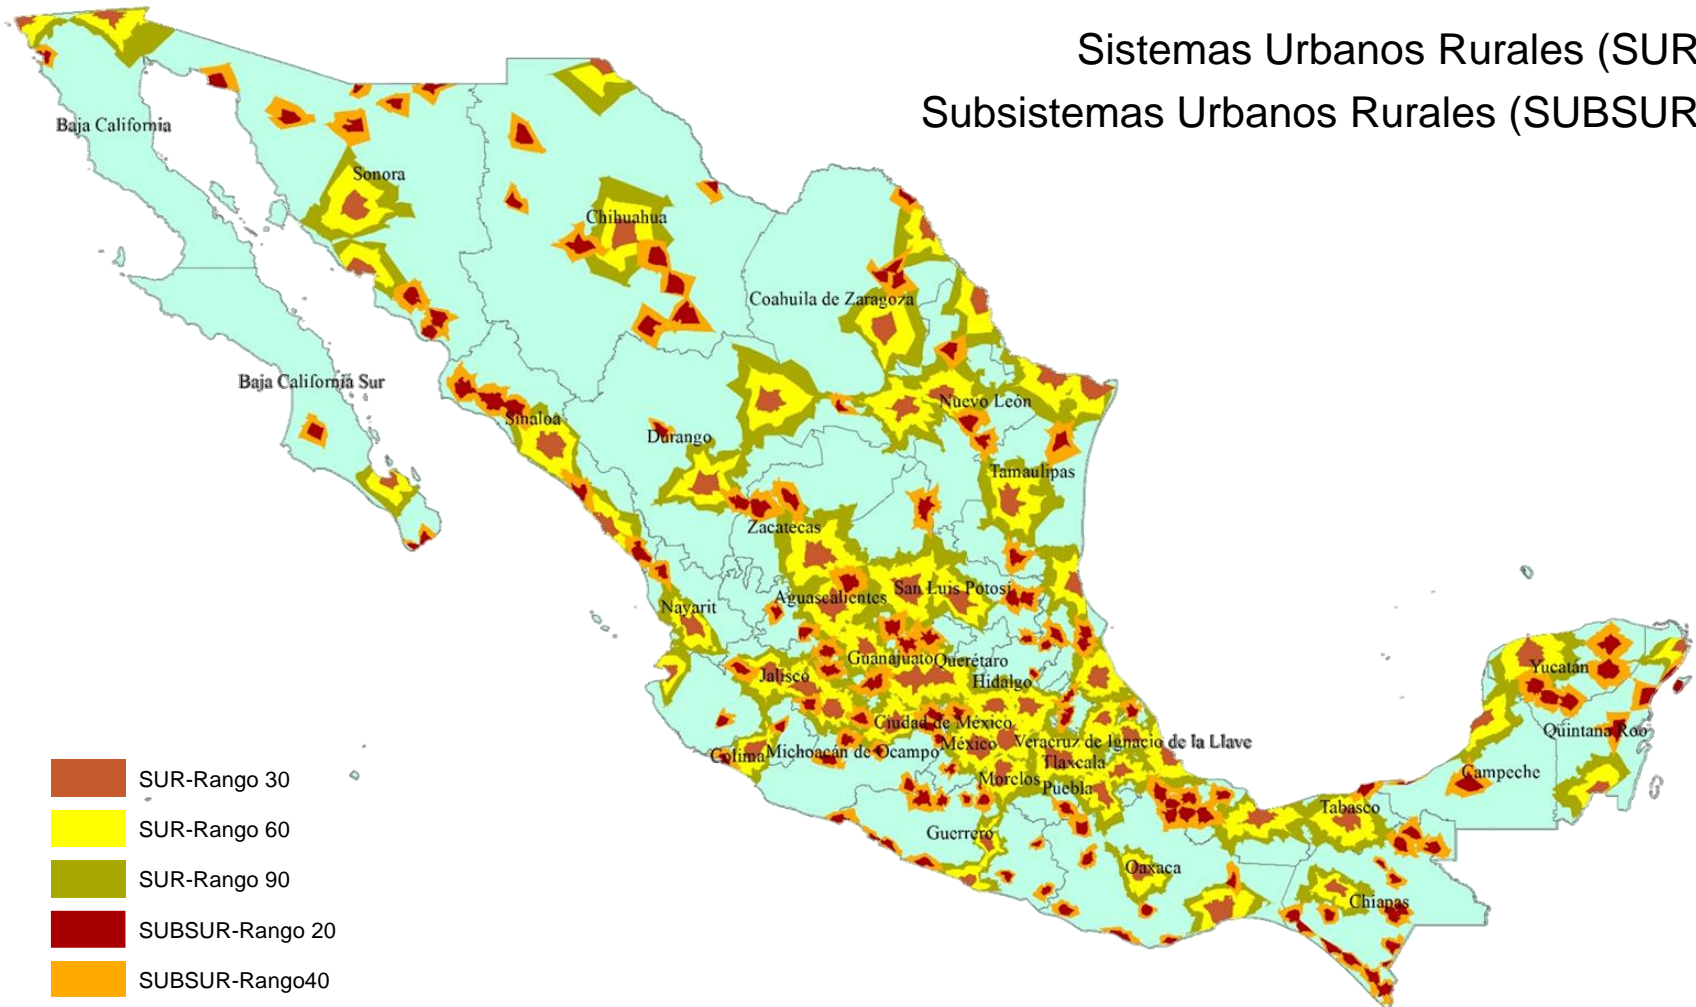 Sistemas Urbanos Rurales (SUR
Subsistemas Urbanos Rurales (SUBSUR
Baja California
Sonora
Chihuahua
Coahuila de Zaragoza
Baja California Sur
Sinaloa
Durango
Nuevo León
Tamaulipas
Zacatecas
San Luis Potosí
Aguascalientes
Nayarit
Guanajuato
Querétaro
Jalisco
Hidalgo
Yucatán
Ciudad de México
Quintana Roo
Colima
Michoacán de Ocampo
México
Veracruz de Ignacio de la Llave
Tlaxcala
Morelos
Puebla
Campeche
Tabasco
Guerrero
Oaxaca
Chiapas
SUR-Rango 30
SUR-Rango 60
SUR-Rango 90
SUBSUR-Rango 20
SUBSUR-Rango40